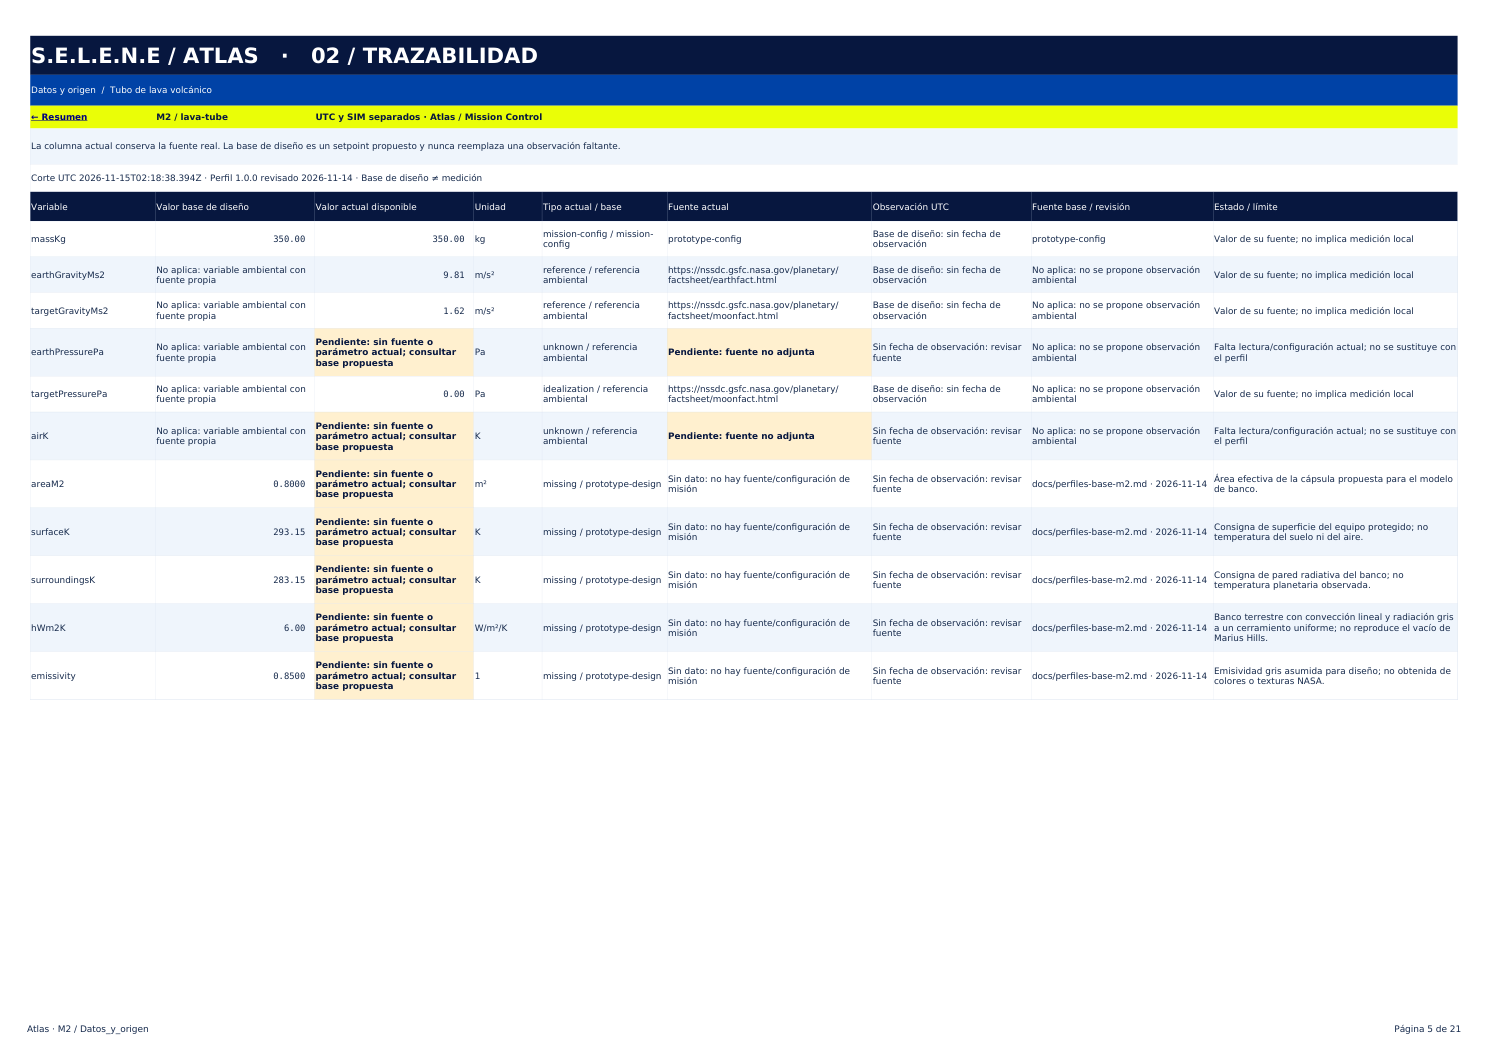 S.E.L.E.N.E / ATLAS · 02 / TRAZABILIDAD
Datos y origen / Tubo de lava volcánico
← Resumen M2 / lava-tube UTC y SIM separados · Atlas / Mission Control
La columna actual conserva la fuente real. La base de diseño es un setpoint propuesto y nunca reemplaza una observación faltante.
Corte UTC 2026-11-15T02:18:38.394Z · Perfil 1.0.0 revisado 2026-11-14 · Base de diseño ≠ medición
Variable Valor base de diseño Valor actual disponible Unidad Tipo actual / base Fuente actual Observación UTC Fuente base / revisión Estado / límite
massKg 350.00 350.00 kg mission-config / mission-config prototype-config Base de diseño: sin fecha de observación prototype-config Valor de su fuente; no implica medición local
earthGravityMs2 No aplica: variable ambiental con fuente propia 9.81 m/s² reference / referencia ambiental https://nssdc.gsfc.nasa.gov/planetary/factsheet/earthfact.html Base de diseño: sin fecha de observación No aplica: no se propone observación ambiental Valor de su fuente; no implica medición local
targetGravityMs2 No aplica: variable ambiental con fuente propia 1.62 m/s² reference / referencia ambiental https://nssdc.gsfc.nasa.gov/planetary/factsheet/moonfact.html Base de diseño: sin fecha de observación No aplica: no se propone observación ambiental Valor de su fuente; no implica medición local
earthPressurePa No aplica: variable ambiental con fuente propia Pendiente: sin fuente o parámetro actual; consultar base propuesta Pa unknown / referencia ambiental Pendiente: fuente no adjunta Sin fecha de observación: revisar fuente No aplica: no se propone observación ambiental Falta lectura/configuración actual; no se sustituye con el perfil
targetPressurePa No aplica: variable ambiental con fuente propia 0.00 Pa idealization / referencia ambiental https://nssdc.gsfc.nasa.gov/planetary/factsheet/moonfact.html Base de diseño: sin fecha de observación No aplica: no se propone observación ambiental Valor de su fuente; no implica medición local
airK No aplica: variable ambiental con fuente propia Pendiente: sin fuente o parámetro actual; consultar base propuesta K unknown / referencia ambiental Pendiente: fuente no adjunta Sin fecha de observación: revisar fuente No aplica: no se propone observación ambiental Falta lectura/configuración actual; no se sustituye con el perfil
areaM2 0.8000 Pendiente: sin fuente o parámetro actual; consultar base propuesta m² missing / prototype-design Sin dato: no hay fuente/configuración de misión Sin fecha de observación: revisar fuente docs/perfiles-base-m2.md · 2026-11-14 Área efectiva de la cápsula propuesta para el modelo de banco.
surfaceK 293.15 Pendiente: sin fuente o parámetro actual; consultar base propuesta K missing / prototype-design Sin dato: no hay fuente/configuración de misión Sin fecha de observación: revisar fuente docs/perfiles-base-m2.md · 2026-11-14 Consigna de superficie del equipo protegido; no temperatura del suelo ni del aire.
surroundingsK 283.15 Pendiente: sin fuente o parámetro actual; consultar base propuesta K missing / prototype-design Sin dato: no hay fuente/configuración de misión Sin fecha de observación: revisar fuente docs/perfiles-base-m2.md · 2026-11-14 Consigna de pared radiativa del banco; no temperatura planetaria observada.
hWm2K 6.00 Pendiente: sin fuente o parámetro actual; consultar base propuesta W/m²/K missing / prototype-design Sin dato: no hay fuente/configuración de misión Sin fecha de observación: revisar fuente docs/perfiles-base-m2.md · 2026-11-14 Banco terrestre con convección lineal y radiación gris a un cerramiento uniforme; no reproduce el vacío de Marius Hills.
emissivity 0.8500 Pendiente: sin fuente o parámetro actual; consultar base propuesta 1 missing / prototype-design Sin dato: no hay fuente/configuración de misión Sin fecha de observación: revisar fuente docs/perfiles-base-m2.md · 2026-11-14 Emisividad gris asumida para diseño; no obtenida de colores o texturas NASA.
Atlas · M2 / Datos_y_origen Página 5 de 21